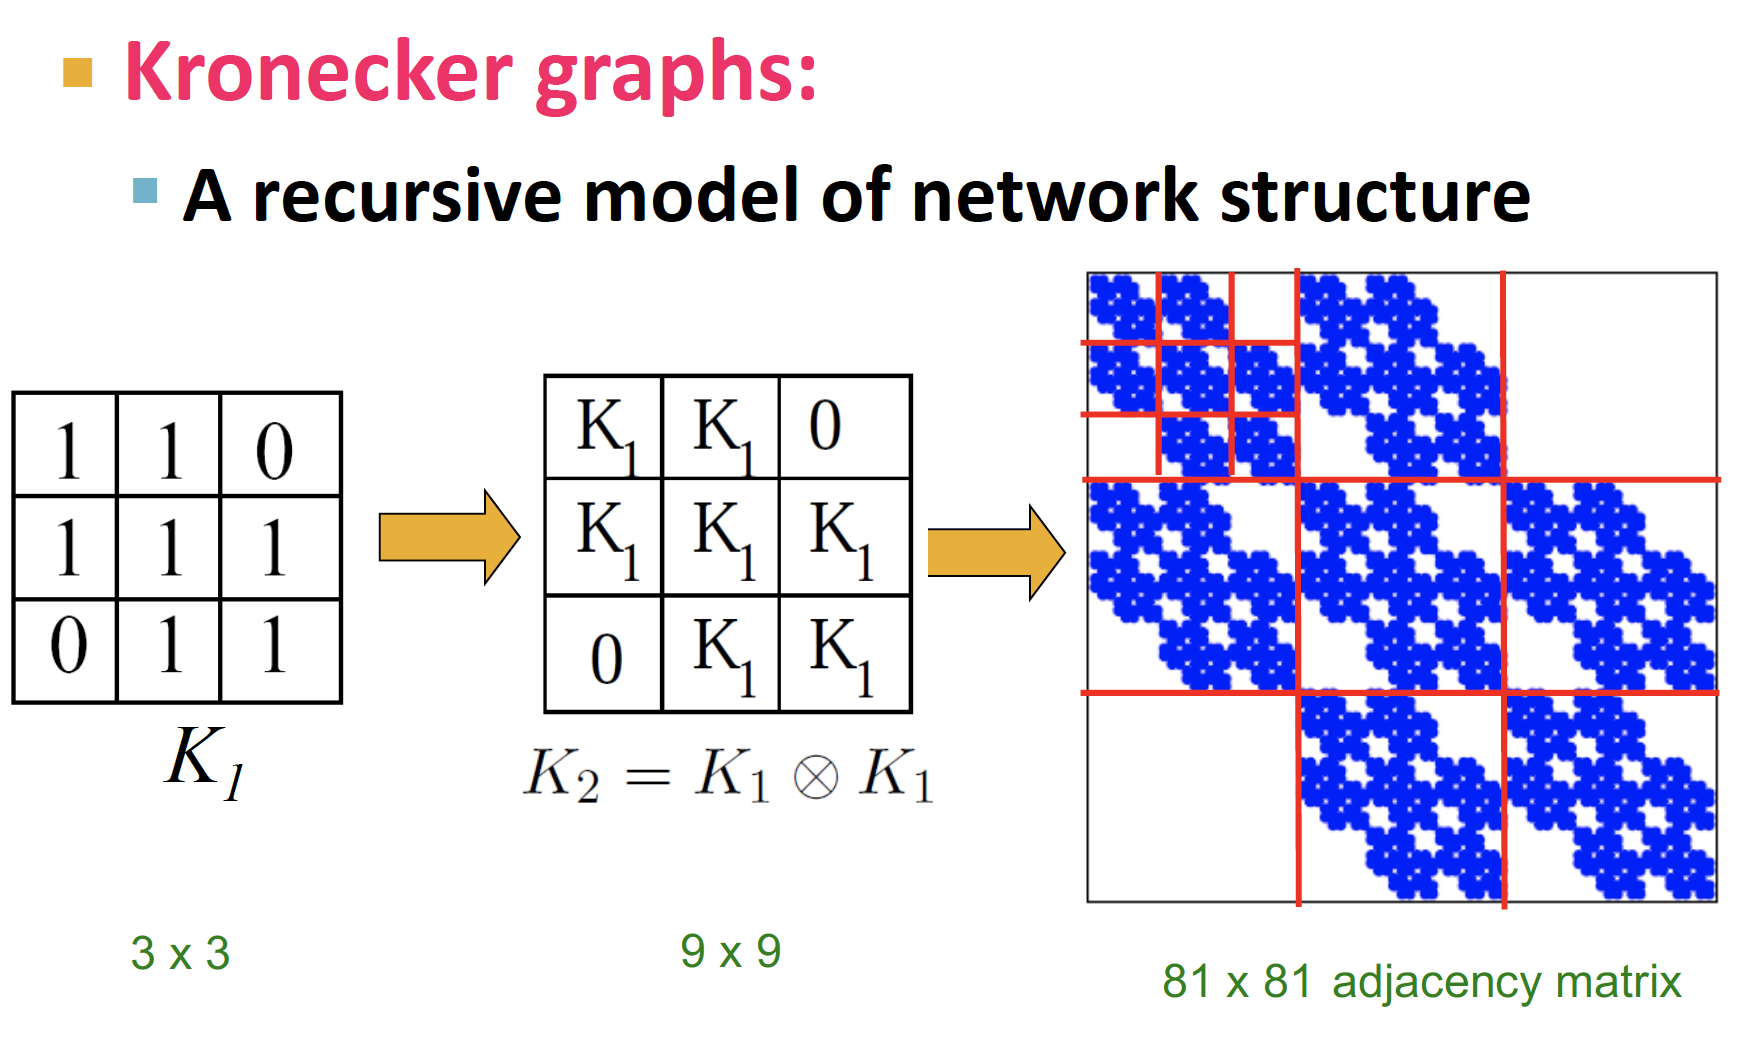 Kronecker graphs:
A recursive model of network structure
1 1 0
1 1 1
0 1 1
K1
3 x 3
K1 K1 0
K1 K1 K1
0 K1 K1
K2 = K1 ⊗ K1
9 x 9
81 x 81 adjacency matrix